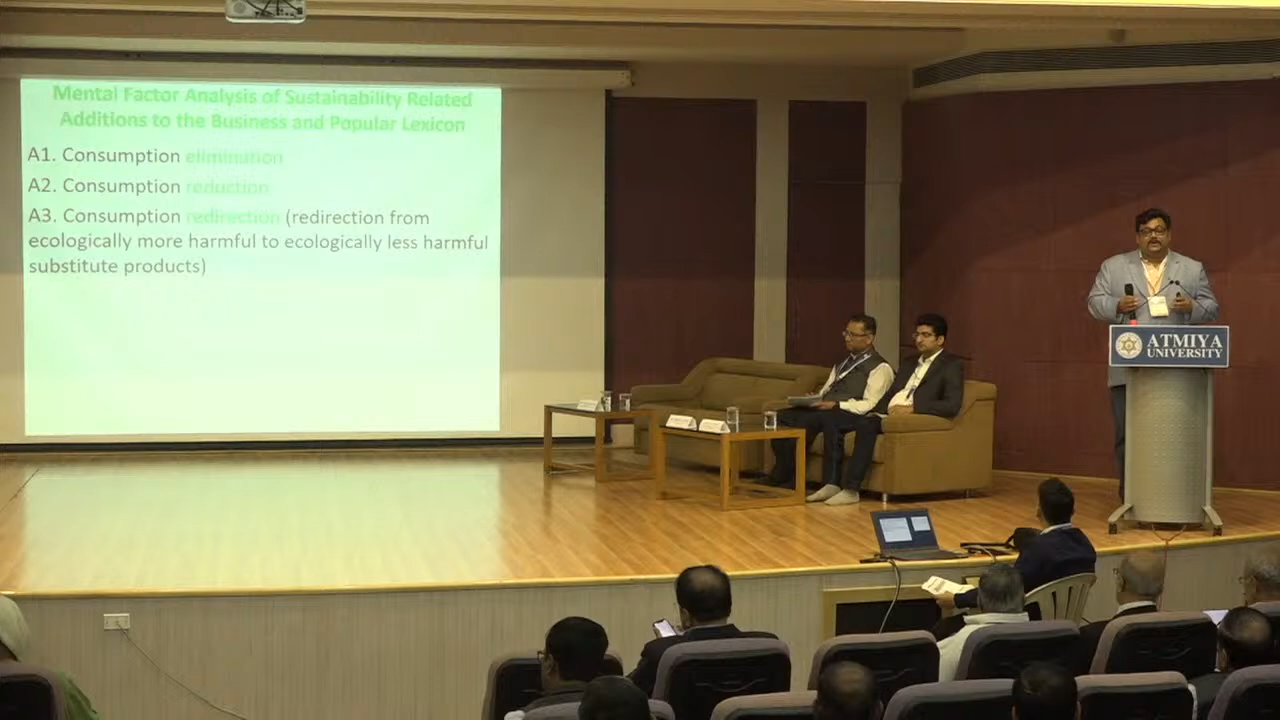 Mental Factor Analysis of Sustainability Related
Additions to the Business and Popular Lexicon
A1. Consumption elimination
A2. Consumption reduction
A3. Consumption redirection (redirection from
ecologically more harmful to ecologically less harmful
substitute products)
ATMIYA
UNIVERSITY